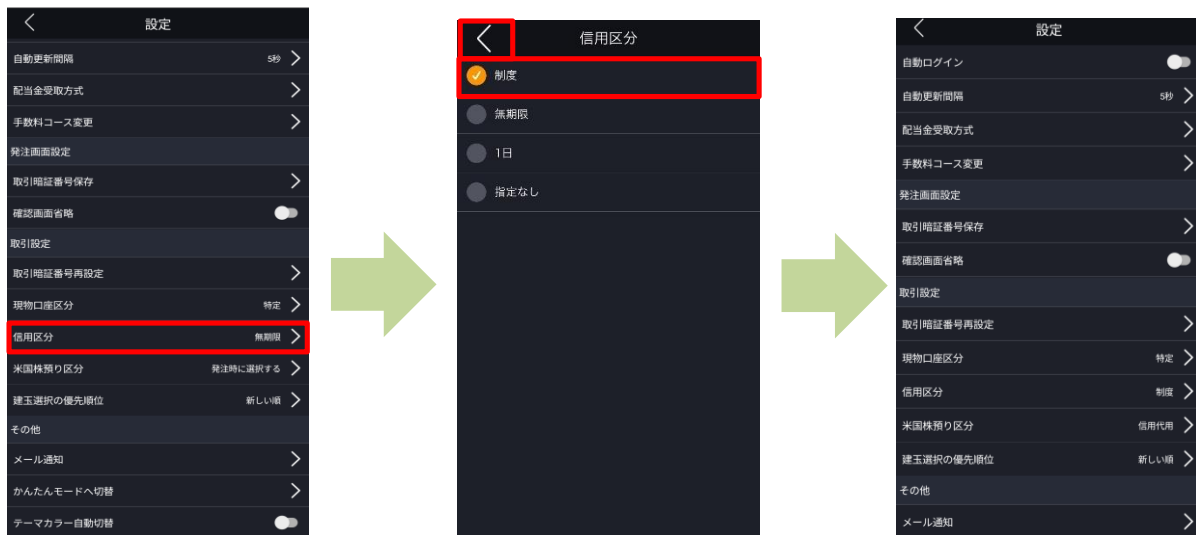 設定
自動更新間隔 5秒
配当金受取方式
手数料コース変更
発注画面設定
取引暗証番号保存
確認画面省略
取引設定
取引暗証番号再設定
現物口座区分 特定
信用区分 無期限
米国株預り区分 発注時に選択する
建玉選択の優先順位 新しい順
その他
メール通知
かんたんモードへ切替
テーマカラー自動切替
信用区分
制度
無期限
1日
指定なし
設定
自動ログイン
自動更新間隔 5秒
配当金受取方式
手数料コース変更
発注画面設定
取引暗証番号保存
確認画面省略
取引設定
取引暗証番号再設定
現物口座区分 特定
信用区分 制度
米国株預り区分 信用代用
建玉選択の優先順位 新しい順
その他
メール通知